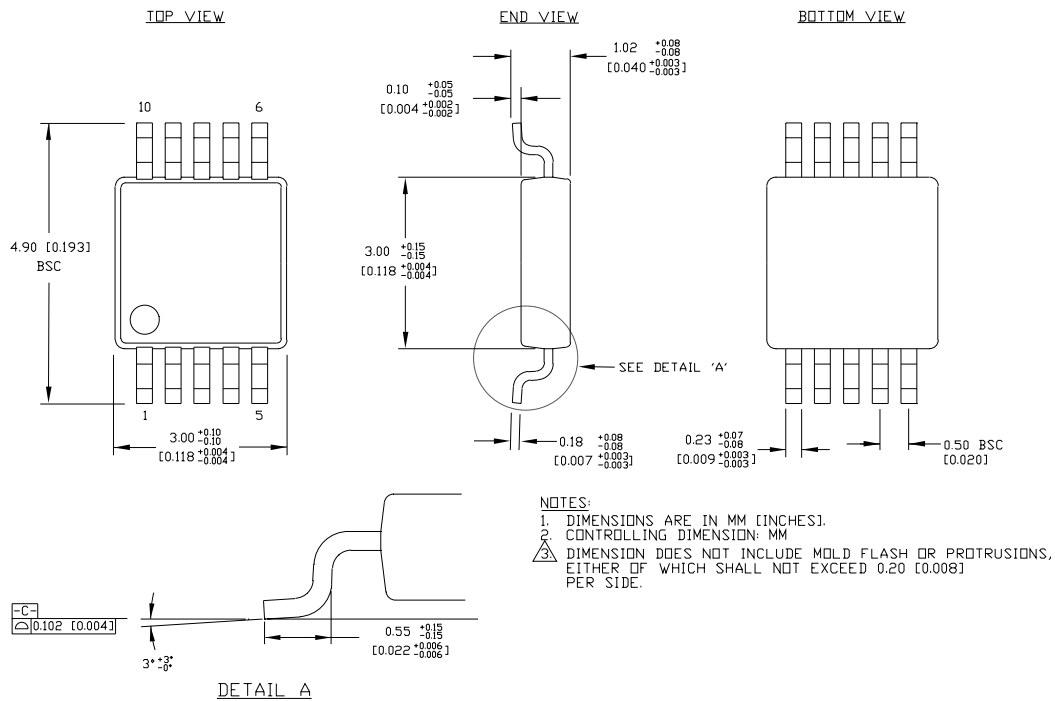 TOP VIEW
END VIEW
BOTTOM VIEW
10
6
4.90 [0.193]
BSC
1
5
3.00 +0.10 -0.10
[0.118 +0.004 -0.004]
1.02 +0.08 -0.08
[0.040 +0.003 -0.003]
0.10 +0.05 -0.05
[0.004 +0.002 -0.002]
3.00 +0.15 -0.15
[0.118 +0.004 -0.004]
SEE DETAIL 'A'
0.18 +0.08 -0.08
[0.007 +0.003 -0.003]
0.23 +0.07 -0.08
[0.009 +0.003 -0.003]
0.50 BSC
[0.020]
NOTES:
1. DIMENSIONS ARE IN MM [INCHES].
2. CONTROLLING DIMENSION: MM
3. DIMENSION DOES NOT INCLUDE MOLD FLASH OR PROTRUSIONS,
EITHER OF WHICH SHALL NOT EXCEED 0.20 [0.008]
PER SIDE.
-C-
0.102 [0.004]
3° +3° -0°
0.55 +0.15 -0.15
[0.022 +0.006 -0.006]
DETAIL A